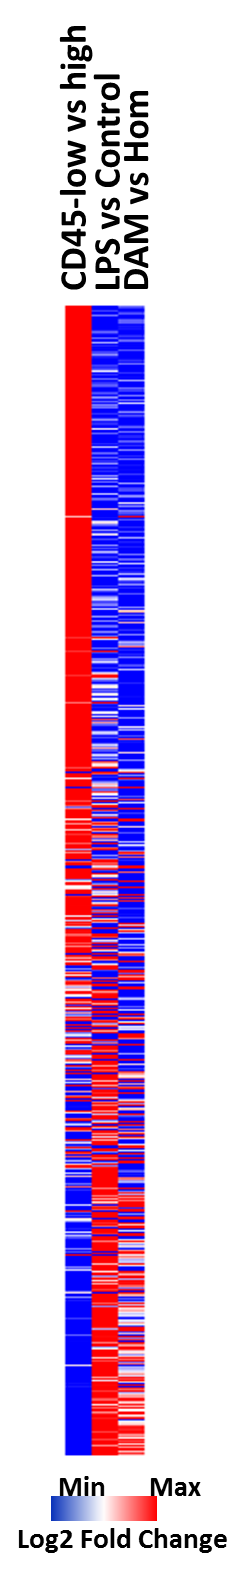 CD45-low vs high
LPS vs Control
DAM vs Hom
Min Max
Log2 Fold Change